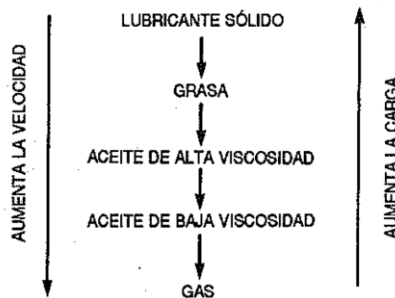 LUBRICANTE SÓLIDO
GRASA
ACEITE DE ALTA VISCOSIDAD
ACEITE DE BAJA VISCOSIDAD
GAS
AUMENTA LA VELOCIDAD
AUMENTA LA CARGA